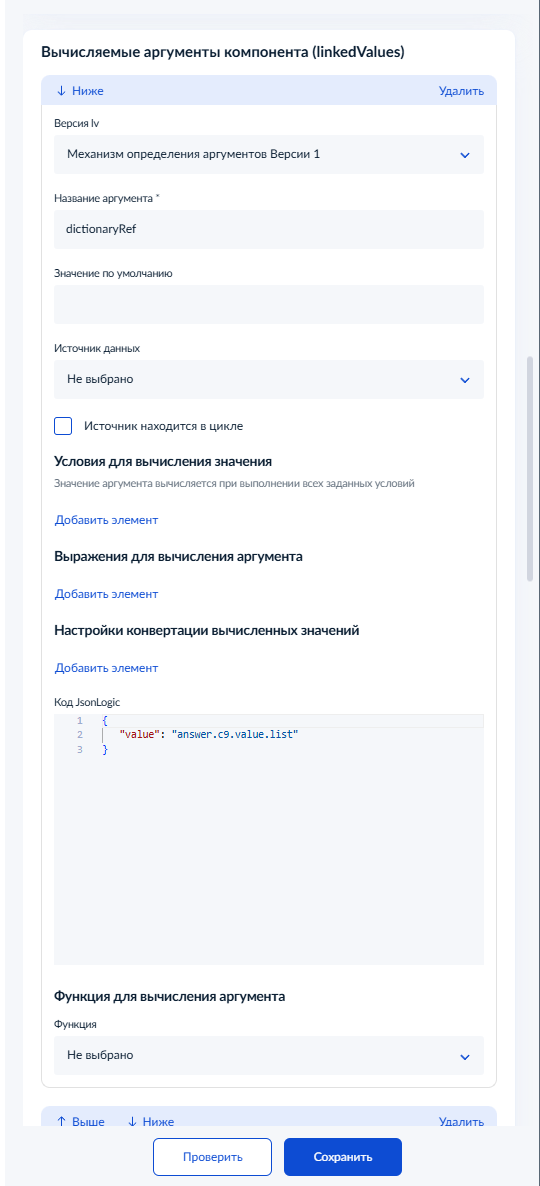 Вычисляемые аргументы компонента (linkedValues)
↓ Ниже Удалить
Версия lv
Механизм определения аргументов Версии 1
Название аргумента *
dictionaryRef
Значение по умолчанию
Источник данных
Не выбрано
Источник находится в цикле
Условия для вычисления значения
Значение аргумента вычисляется при выполнении всех заданных условий
Добавить элемент
Выражения для вычисления аргумента
Добавить элемент
Настройки конвертации вычисленных значений
Добавить элемент
Код JsonLogic
1 {
2 "value": "answer.c9.value.list"
3 }
Функция для вычисления аргумента
Функция
Не выбрано
↑ Выше ↓ Ниже Удалить
Проверить Сохранить